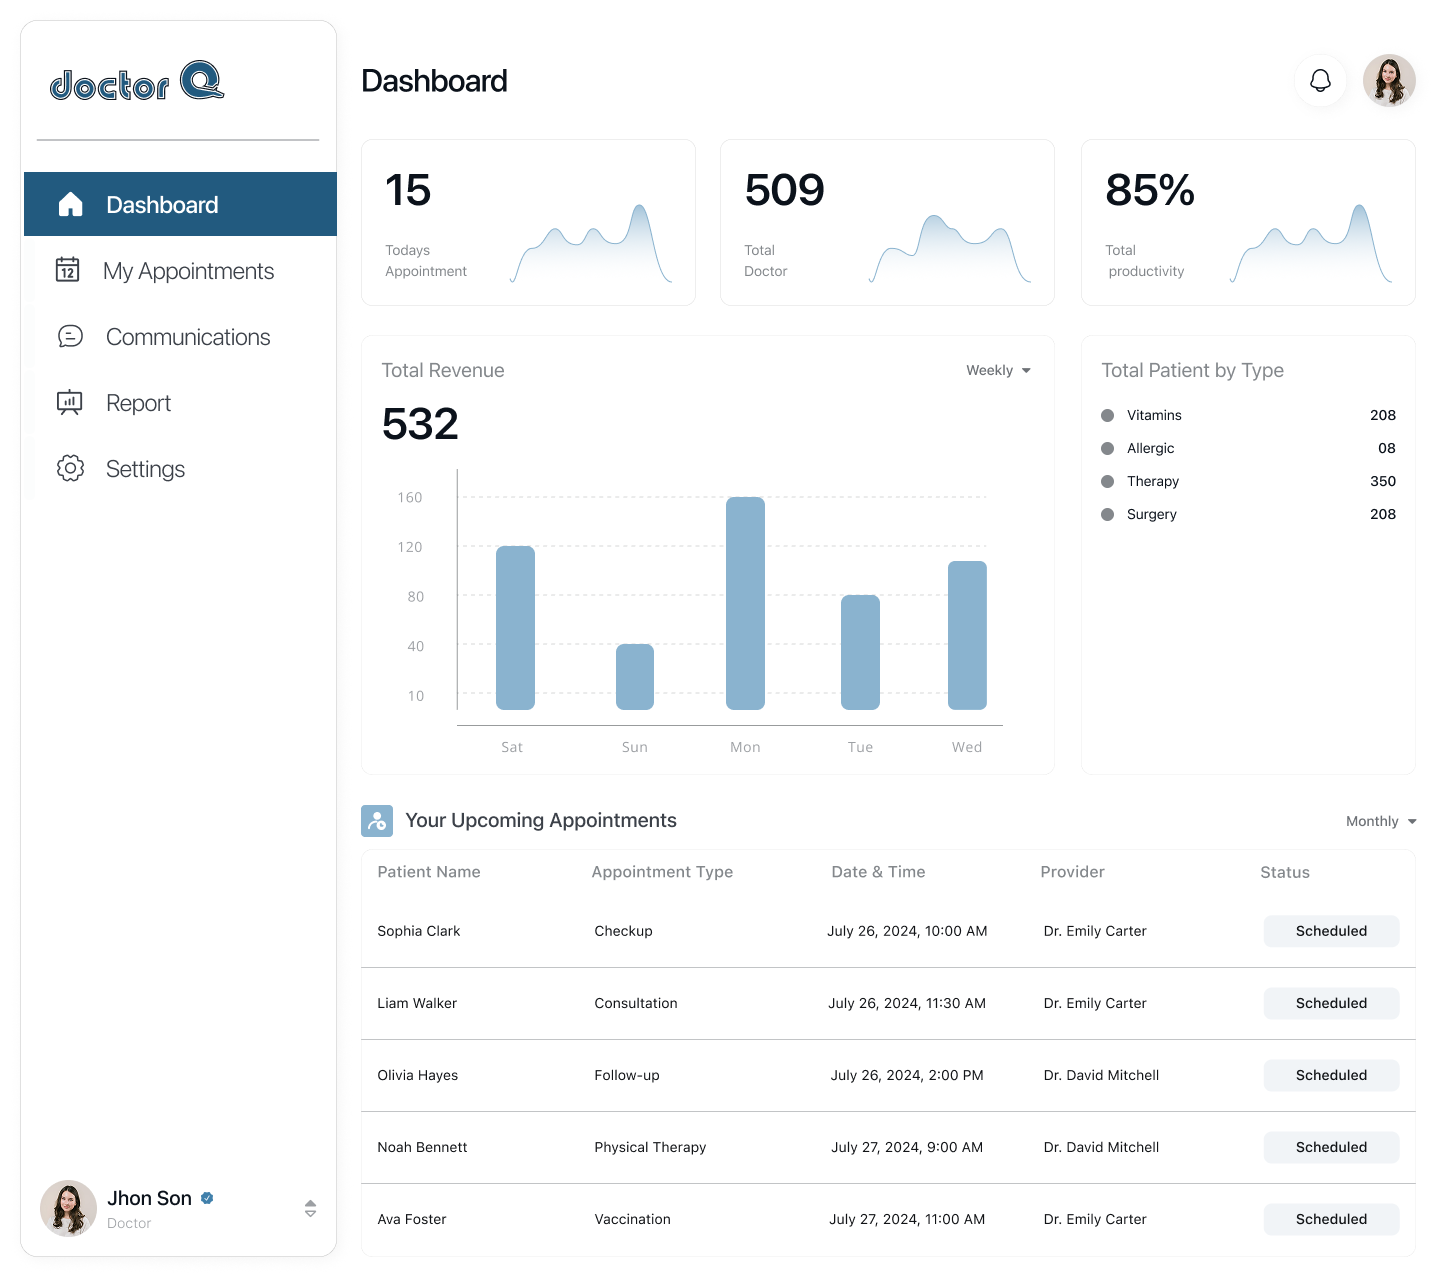 doctor Q
Dashboard
Dashboard
12
My Appointments
Communications
Report
Settings
15
Todays
Appointment
509
Total
Doctor
85%
Total
productivity
Total Revenue
Weekly
532
160
120
80
40
10
Sat Sun Mon Tue Wed
Total Patient by Type
Vitamins 208
Allergic 08
Therapy 350
Surgery 208
Your Upcoming Appointments
Monthly
Patient Name Appointment Type Date & Time Provider Status
Sophia Clark Checkup July 26, 2024, 10:00 AM Dr. Emily Carter Scheduled
Liam Walker Consultation July 26, 2024, 11:30 AM Dr. Emily Carter Scheduled
Olivia Hayes Follow-up July 26, 2024, 2:00 PM Dr. David Mitchell Scheduled
Noah Bennett Physical Therapy July 27, 2024, 9:00 AM Dr. David Mitchell Scheduled
Ava Foster Vaccination July 27, 2024, 11:00 AM Dr. Emily Carter Scheduled
Jhon Son
Doctor